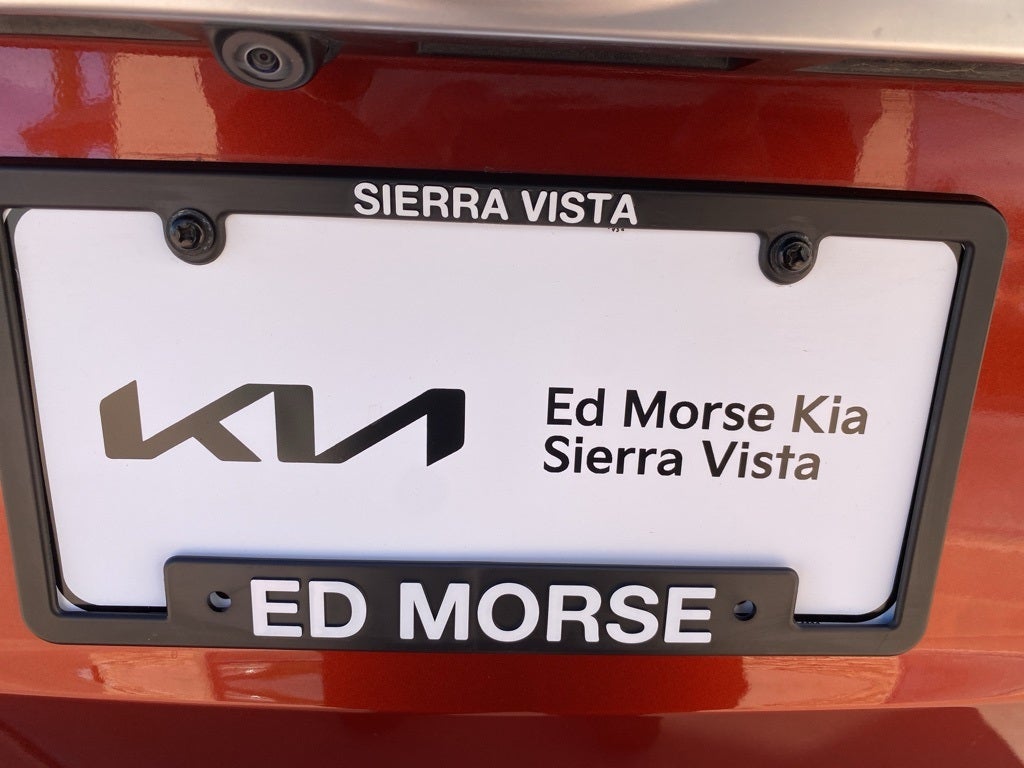 SIERRA VISTA
KIA
Ed Morse Kia
Sierra Vista
ED MORSE